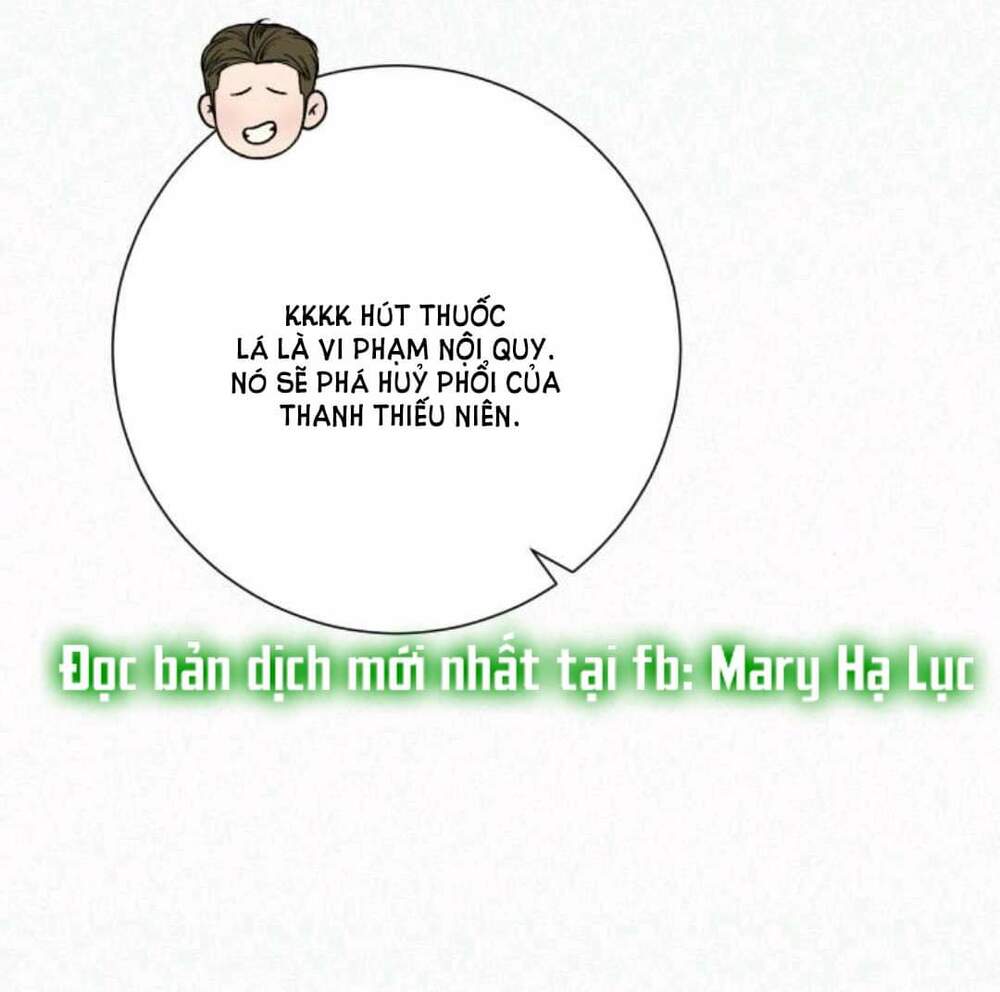 KKKK HÚT THUỐC
LÁ LÀ VI PHẠM NỘI QUY.
NÓ SẼ PHÁ HUỶ PHỔI CỦA
THANH THIẾU NIÊN.
Đọc bản dịch mới nhất tại fb: Mary Hạ Lục